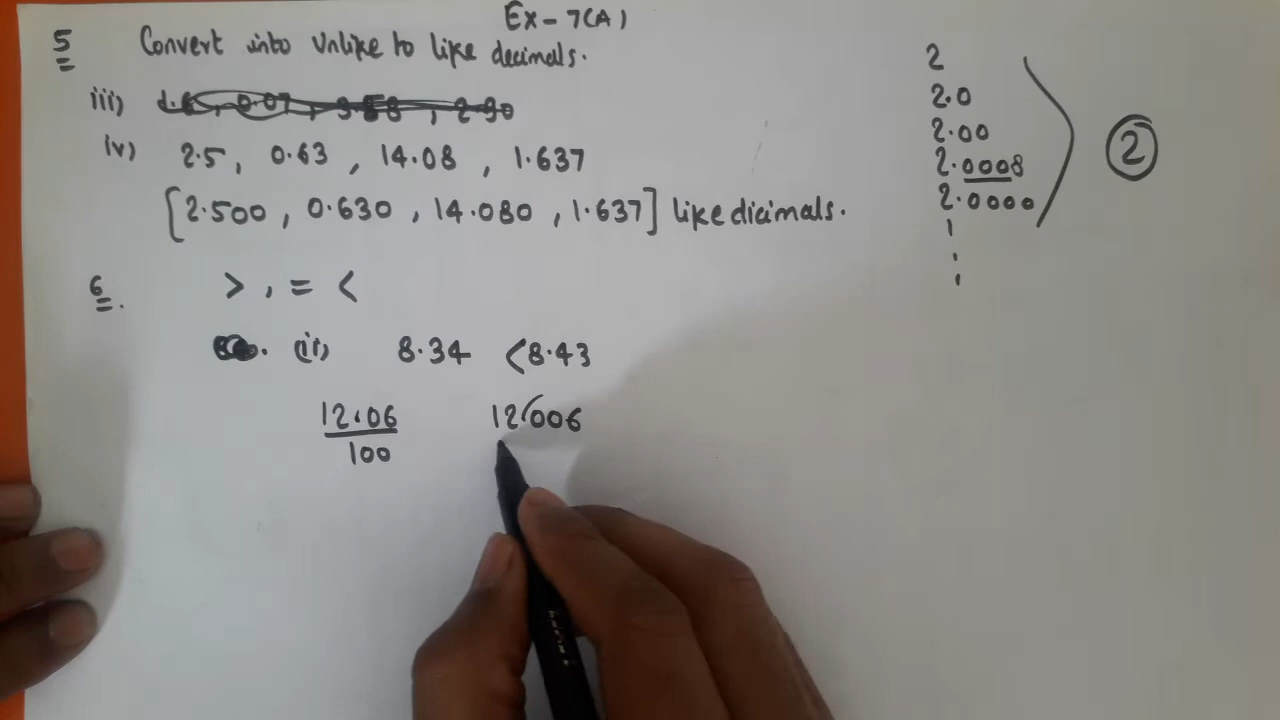 Ex - 7(A)
5 Convert into Unlike to like decimals.
iii)
iv) 2.5, 0.63, 14.08, 1.637
[2.500, 0.630, 14.080, 1.637] like dicimals.
6. >, = <
(ii) 8.34 < 8.43
12.06 12.006
100
2
2.0
2.00
2.0008
2.0000
2